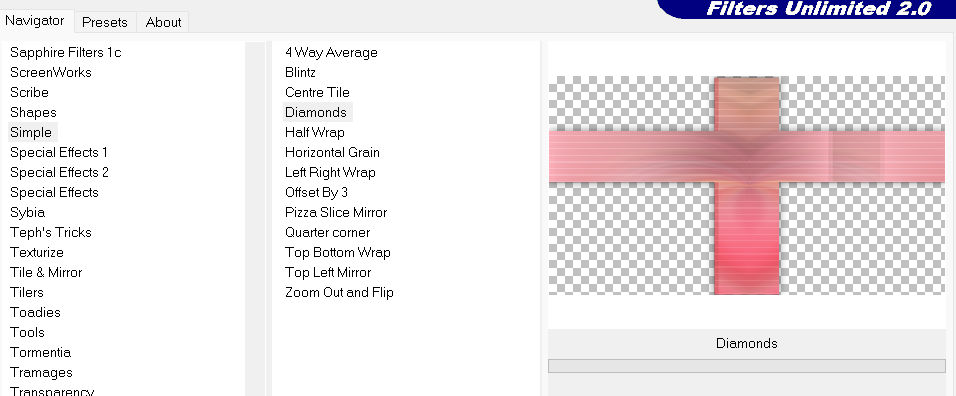 Filters Unlimited 2.0
Navigator Presets About
Sapphire Filters 1c
ScreenWorks
Scribe
Shapes
Simple
Special Effects 1
Special Effects 2
Special Effects
Sybia
Teph's Tricks
Texturize
Tile & Mirror
Tilers
Toadies
Tools
Tormentia
Tramages
Transparency
4 Way Average
Blintz
Centre Tile
Diamonds
Half Wrap
Horizontal Grain
Left Right Wrap
Offset By 3
Pizza Slice Mirror
Quarter corner
Top Bottom Wrap
Top Left Mirror
Zoom Out and Flip
Diamonds